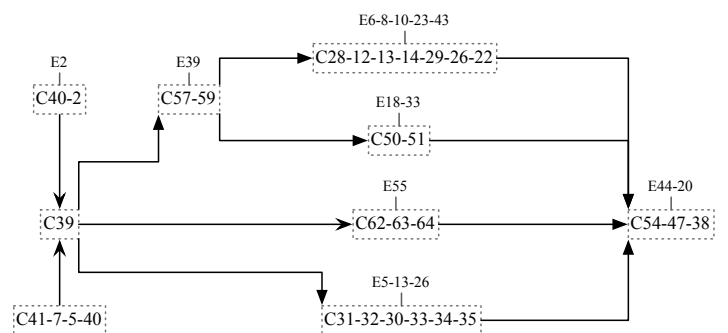 E6-8-10-23-43
C28-12-13-14-29-26-22
E2
E39
C40-2
C57-59
E18-33
C50-51
E55
E44-20
C39
C62-63-64
C54-47-38
E5-13-26
C41-7-5-40
C31-32-30-33-34-35